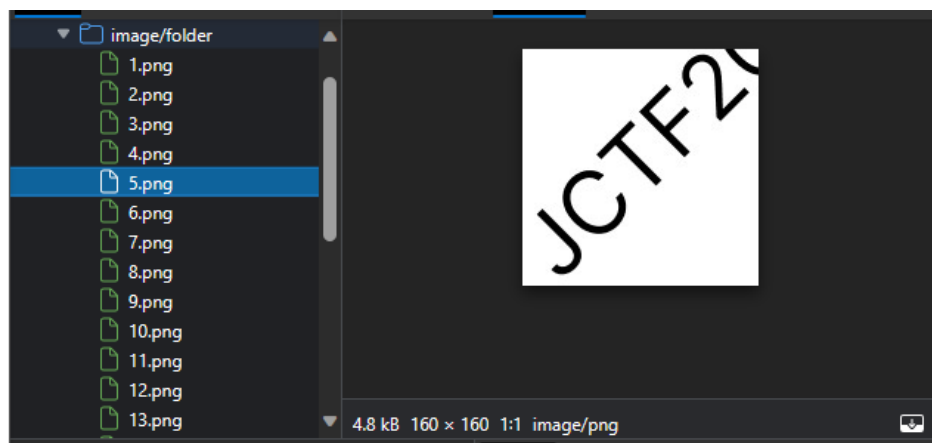 image/folder
1.png
2.png
3.png
4.png
5.png
6.png
7.png
8.png
9.png
10.png
11.png
12.png
13.png
JCTF20
4.8 kB 160 × 160 1:1 image/png